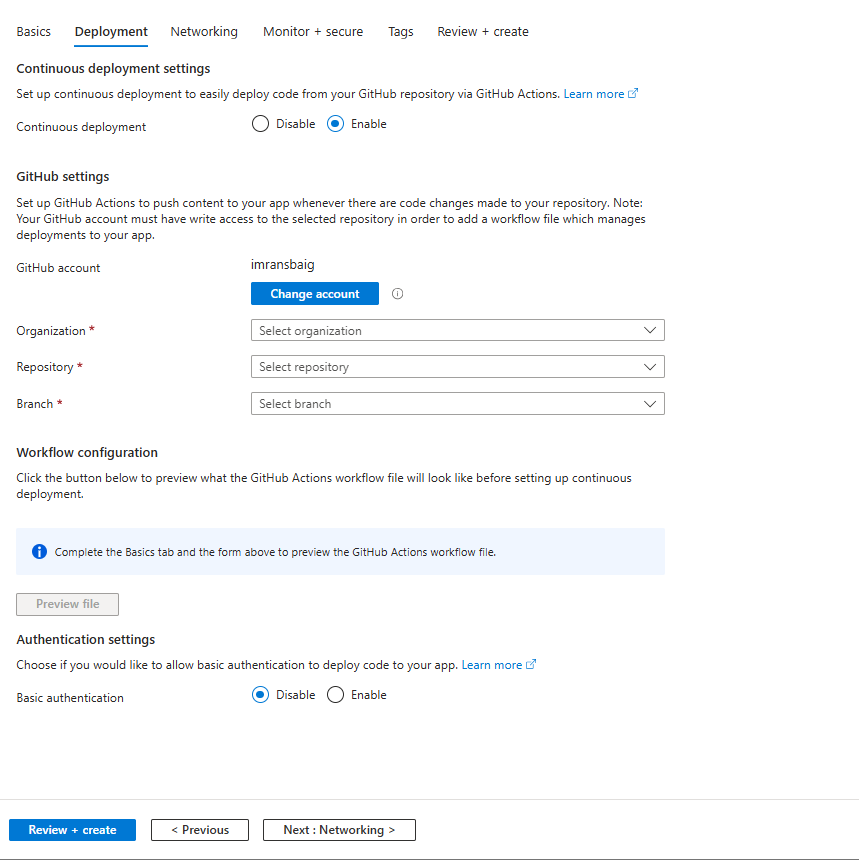 Basics Deployment Networking Monitor + secure Tags Review + create
Continuous deployment settings
Set up continuous deployment to easily deploy code from your GitHub repository via GitHub Actions. Learn more
Continuous deployment Disable Enable
GitHub settings
Set up GitHub Actions to push content to your app whenever there are code changes made to your repository. Note:
Your GitHub account must have write access to the selected repository in order to add a workflow file which manages
deployments to your app.
GitHub account imransbaig
Change account
Organization * Select organization
Repository * Select repository
Branch * Select branch
Workflow configuration
Click the button below to preview what the GitHub Actions workflow file will look like before setting up continuous
deployment.
Complete the Basics tab and the form above to preview the GitHub Actions workflow file.
Preview file
Authentication settings
Choose if you would like to allow basic authentication to deploy code to your app. Learn more
Basic authentication Disable Enable
Review + create < Previous Next : Networking >